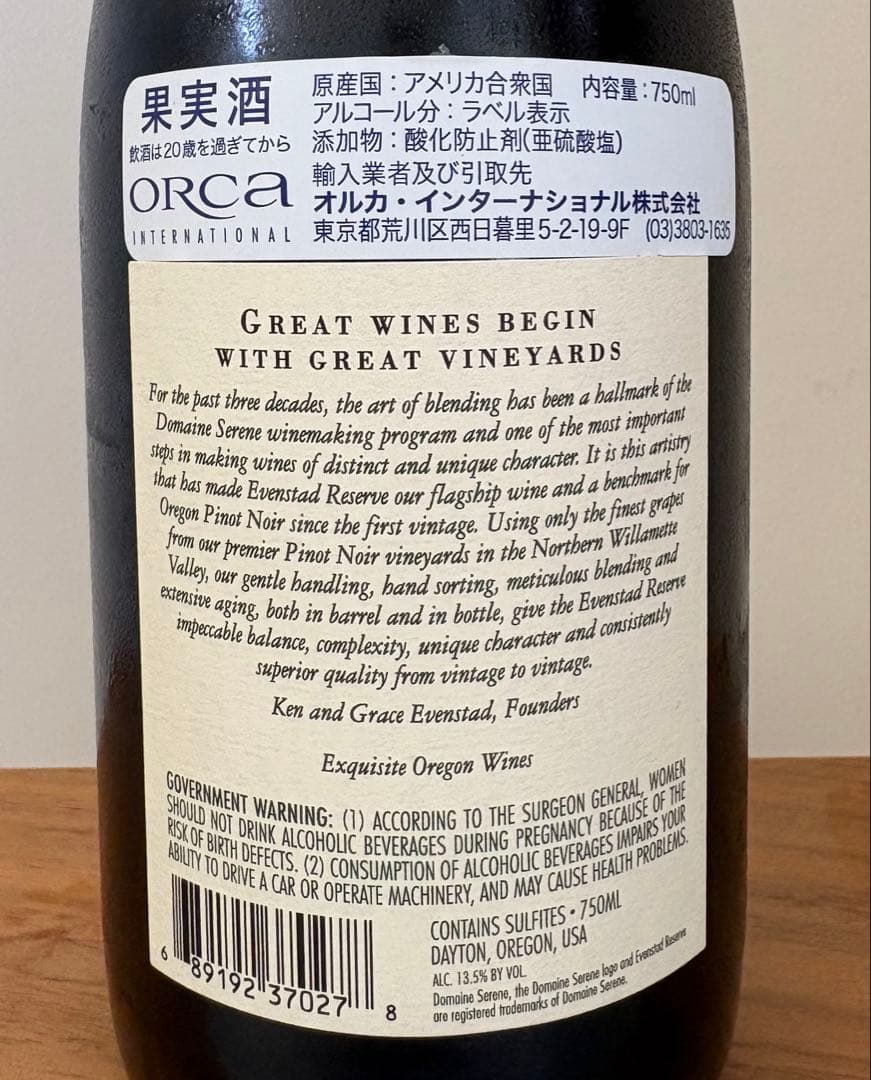 果実酒
飲酒は20歳を過ぎてから
ORCa
INTERNATIONAL
原産国：アメリカ合衆国　内容量：750ml
アルコール分：ラベル表示
添加物：酸化防止剤(亜硫酸塩)
輸入業者及び引取先
オルカ・インターナショナル株式会社
東京都荒川区西日暮里5-2-19-9F (03)3803-1635
GREAT WINES BEGIN
WITH GREAT VINEYARDS
For the past three decades, the art of blending has been a hallmark of the
Domaine Serene winemaking program and one of the most important
steps in making wines of distinct and unique character. It is this artistry
that has made Evenstad Reserve our flagship wine and a benchmark for
Oregon Pinot Noir since the first vintage. Using only the finest grapes
from our premier Pinot Noir vineyards in the Northern Willamette
Valley, our gentle handling, hand sorting, meticulous blending and
extensive aging, both in barrel and in bottle, give the Evenstad Reserve
impeccable balance, complexity, unique character and consistently
superior quality from vintage to vintage.
Ken and Grace Evenstad, Founders
Exquisite Oregon Wines
GOVERNMENT WARNING: (1) ACCORDING TO THE SURGEON GENERAL, WOMEN
SHOULD NOT DRINK ALCOHOLIC BEVERAGES DURING PREGNANCY BECAUSE OF THE
RISK OF BIRTH DEFECTS. (2) CONSUMPTION OF ALCOHOLIC BEVERAGES IMPAIRS YOUR
ABILITY TO DRIVE A CAR OR OPERATE MACHINERY, AND MAY CAUSE HEALTH PROBLEMS.
6 89192 37027 8
CONTAINS SULFITES • 750ML
DAYTON, OREGON, USA
ALC. 13.5% BY VOL.
Domaine Serene, the Domaine Serene logo and Evenstad Reserve
are registered trademarks of Domaine Serene.